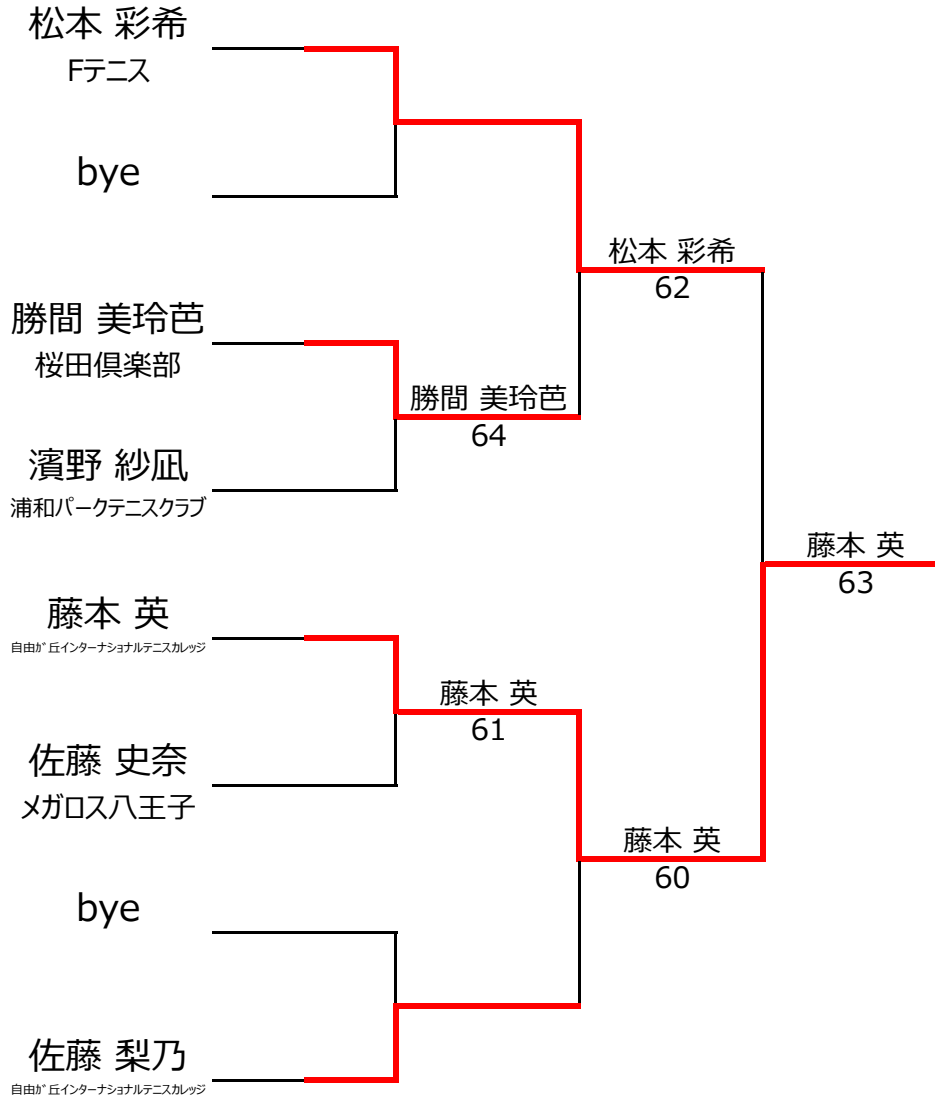 松本 彩希
Fテニス
bye
松本 彩希
62
勝間 美玲芭
桜田倶楽部
勝間 美玲芭
64
濱野 紗凪
浦和パークテニスクラブ
藤本 英
63
藤本 英
自由が丘インターナショナルテニスカレッジ
藤本 英
61
佐藤 史奈
メガロス八王子
藤本 英
60
bye
佐藤 梨乃
自由が丘インターナショナルテニスカレッジ